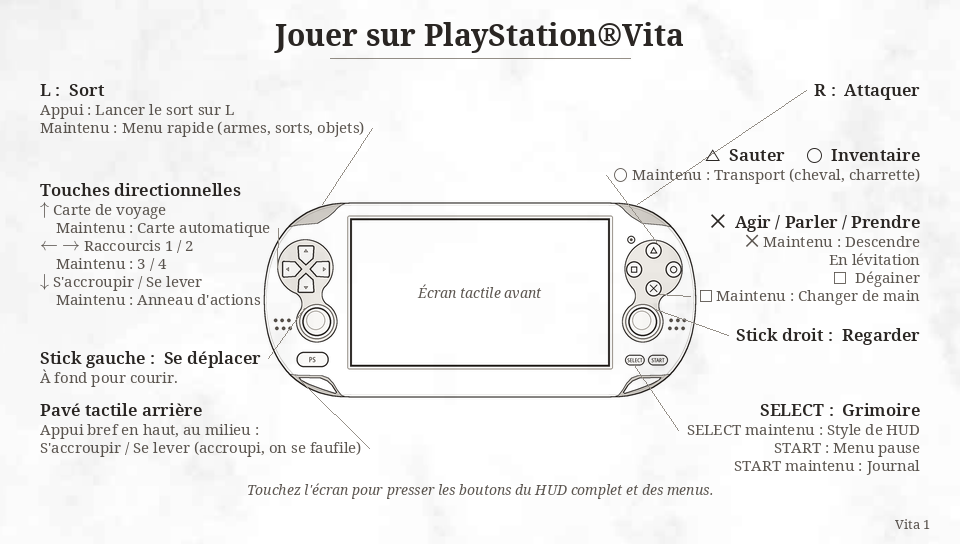 Jouer sur PlayStation®Vita
L : Sort
Appui : Lancer le sort sur L
Maintenu : Menu rapide (armes, sorts, objets)
Touches directionnelles
↑ Carte de voyage
Maintenu : Carte automatique
← → Raccourcis 1 / 2
Maintenu : 3 / 4
↓ S'accroupir / Se lever
Maintenu : Anneau d'actions
Stick gauche : Se déplacer
À fond pour courir.
Pavé tactile arrière
Appui bref en haut, au milieu :
S'accroupir / Se lever (accroupi, on se faufile)
Écran tactile avant
PS
SELECT
START
R : Attaquer
△ Sauter ○ Inventaire
○ Maintenu : Transport (cheval, charrette)
✕ Agir / Parler / Prendre
✕ Maintenu : Descendre
En lévitation
□ Dégainer
□ Maintenu : Changer de main
Stick droit : Regarder
SELECT : Grimoire
SELECT maintenu : Style de HUD
START : Menu pause
START maintenu : Journal
Touchez l'écran pour presser les boutons du HUD complet et des menus.
Vita 1